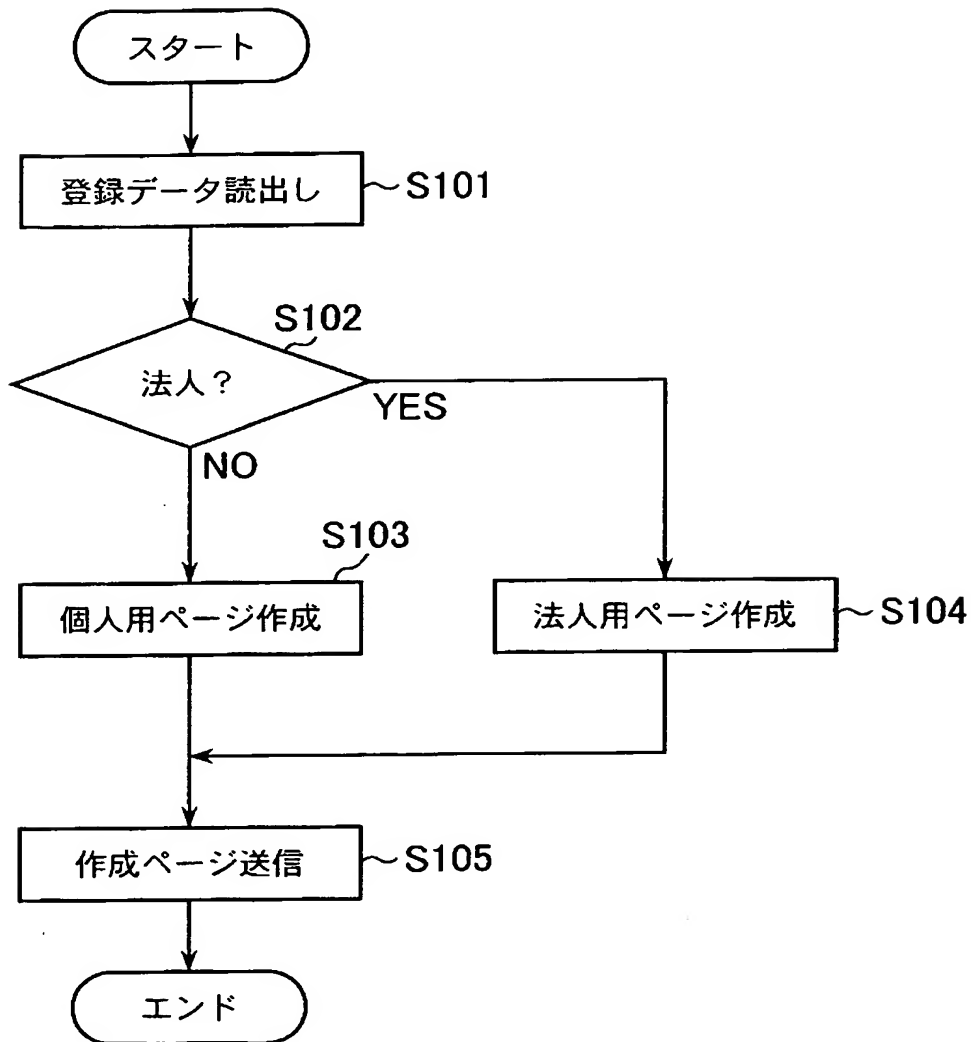 スタート
登録データ読出し
S101
S102
法人?
YES
NO
S103
個人用ページ作成
法人用ページ作成
S104
作成ページ送信
S105
エンド